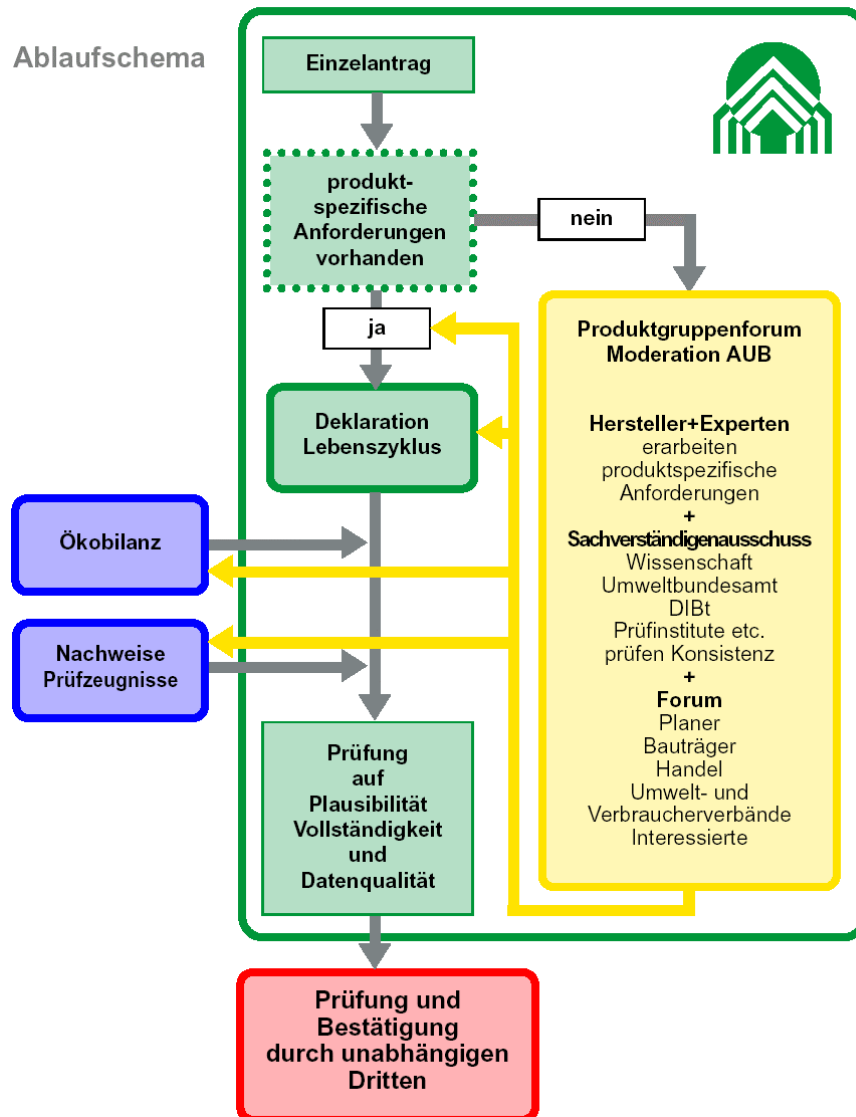 Ablaufschema
Einzelantrag
produkt-
spezifische
Anforderungen
vorhanden
nein
ja
Produktgruppenforum
Moderation AUB
Hersteller+Experten
erarbeiten
produktspezifische
Anforderungen
+
Sachverständigenausschuss
Wissenschaft
Umweltbundesamt
DIBt
Prüfinstitute etc.
prüfen Konsistenz
+
Forum
Planer
Bauträger
Handel
Umwelt- und
Verbraucherverbände
Interessierte
Deklaration
Lebenszyklus
Ökobilanz
Nachweise
Prüfzeugnisse
Prüfung
auf
Plausibilität
Vollständigkeit
und
Datenqualität
Prüfung und
Bestätigung
durch unabhängigen
Dritten